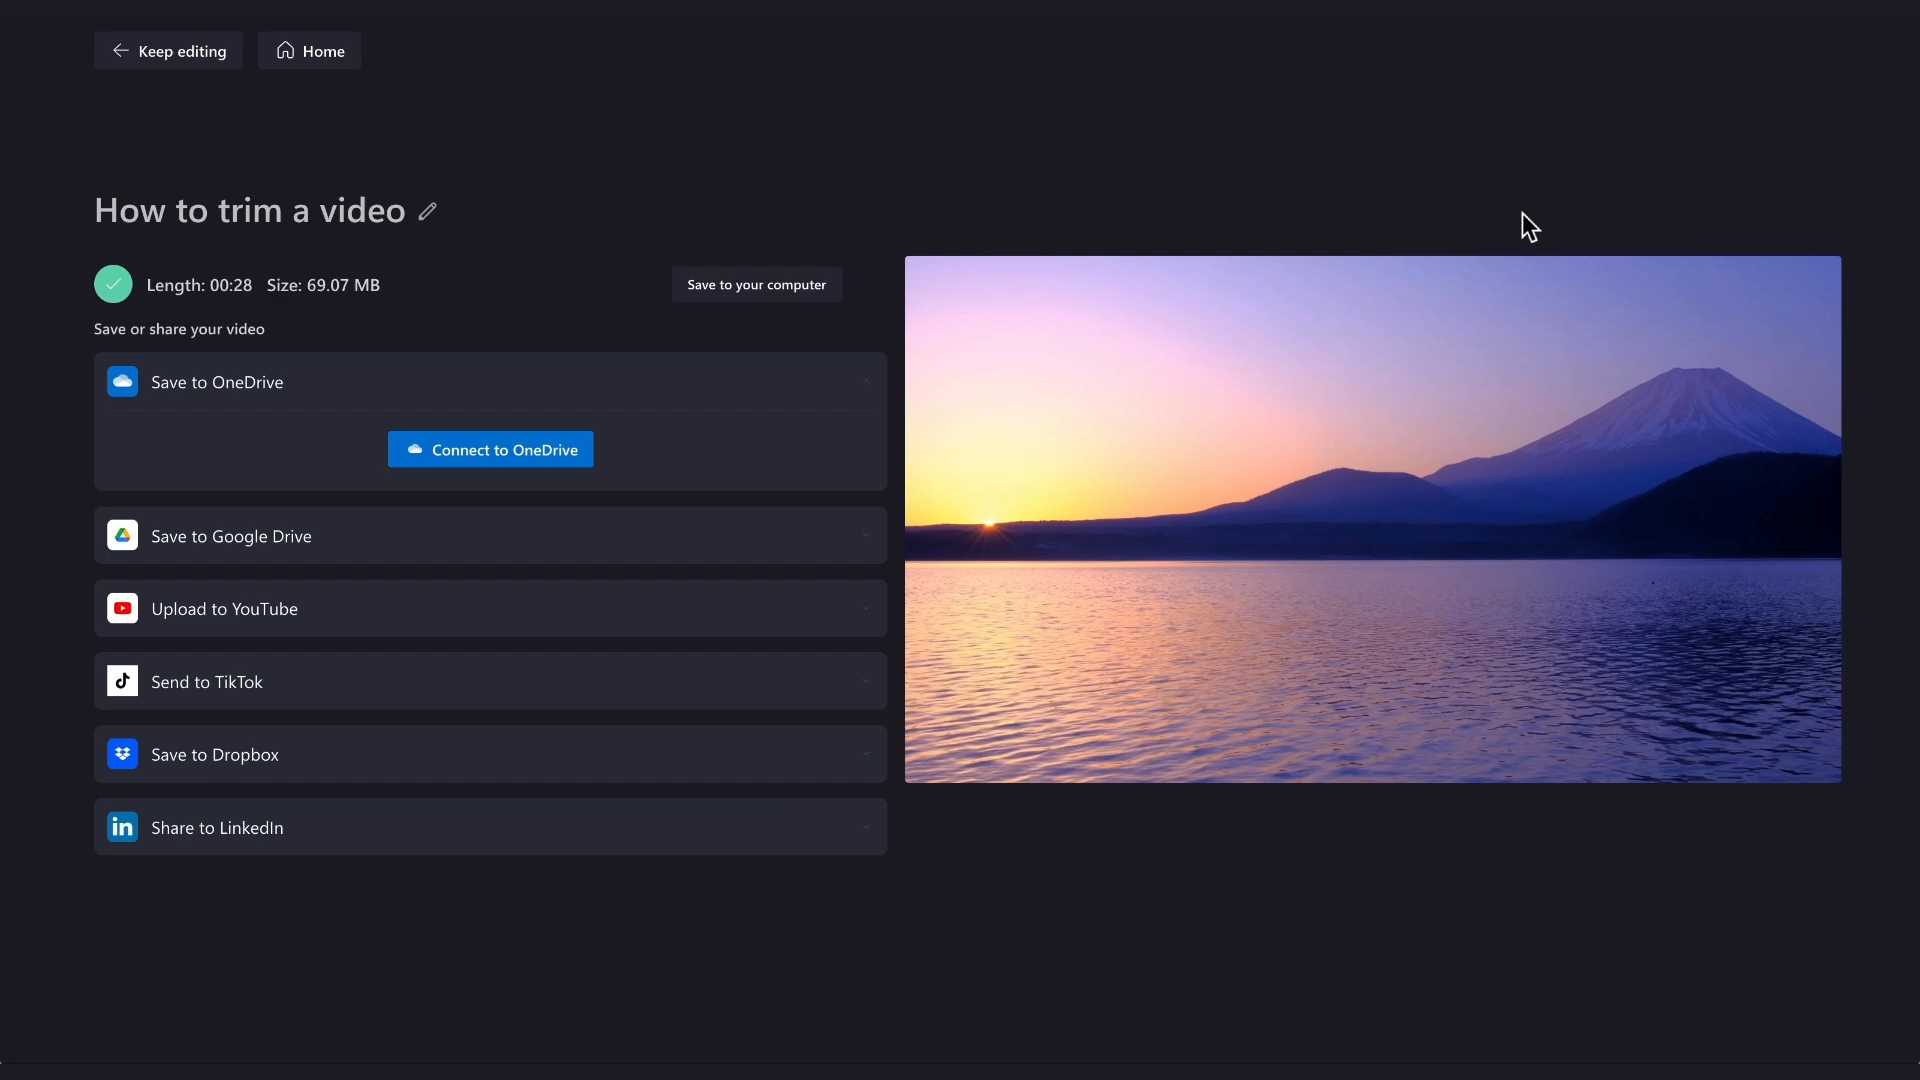 Keep editing
Home
How to trim a video
Length: 00:28 Size: 69.07 MB
Save to your computer
Save or share your video
Save to OneDrive
Connect to OneDrive
Save to Google Drive
Upload to YouTube
Send to TikTok
Save to Dropbox
in Share to LinkedIn